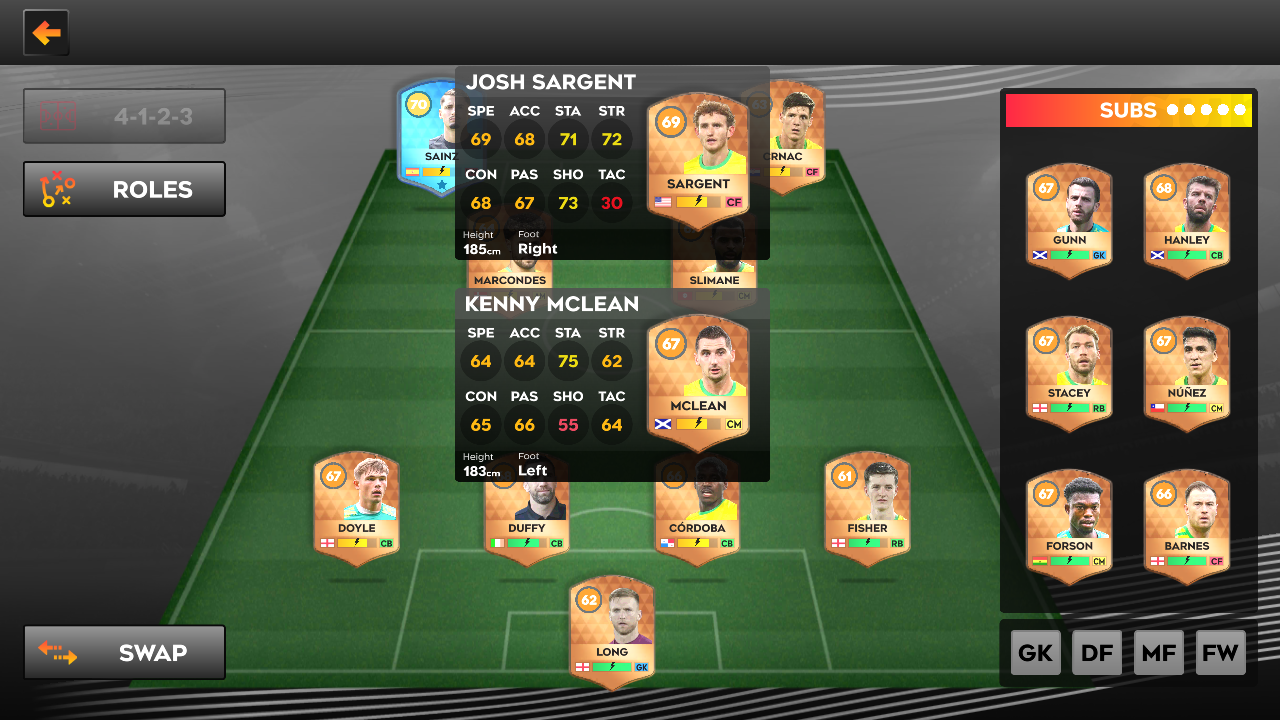 4-1-2-3
ROLES
SWAP
70
SAINZ
63
CRNAC
CF
JOSH SARGENT
SPE ACC STA STR
69 68 71 72
CON PAS SHO TAC
68 67 73 30
Height Foot
185cm Right
69
SARGENT
CF
MARCONDES
SLIMANE
CM
KENNY MCLEAN
SPE ACC STA STR
64 64 75 62
CON PAS SHO TAC
65 66 55 64
Height Foot
183cm Left
67
MCLEAN
CM
67
DOYLE
CB
DUFFY
CB
CÓRDOBA
CB
61
FISHER
RB
62
LONG
GK
SUBS
67
GUNN
GK
68
HANLEY
CB
67
STACEY
RB
67
NÚÑEZ
CM
67
FORSON
CM
66
BARNES
CF
GK DF MF FW